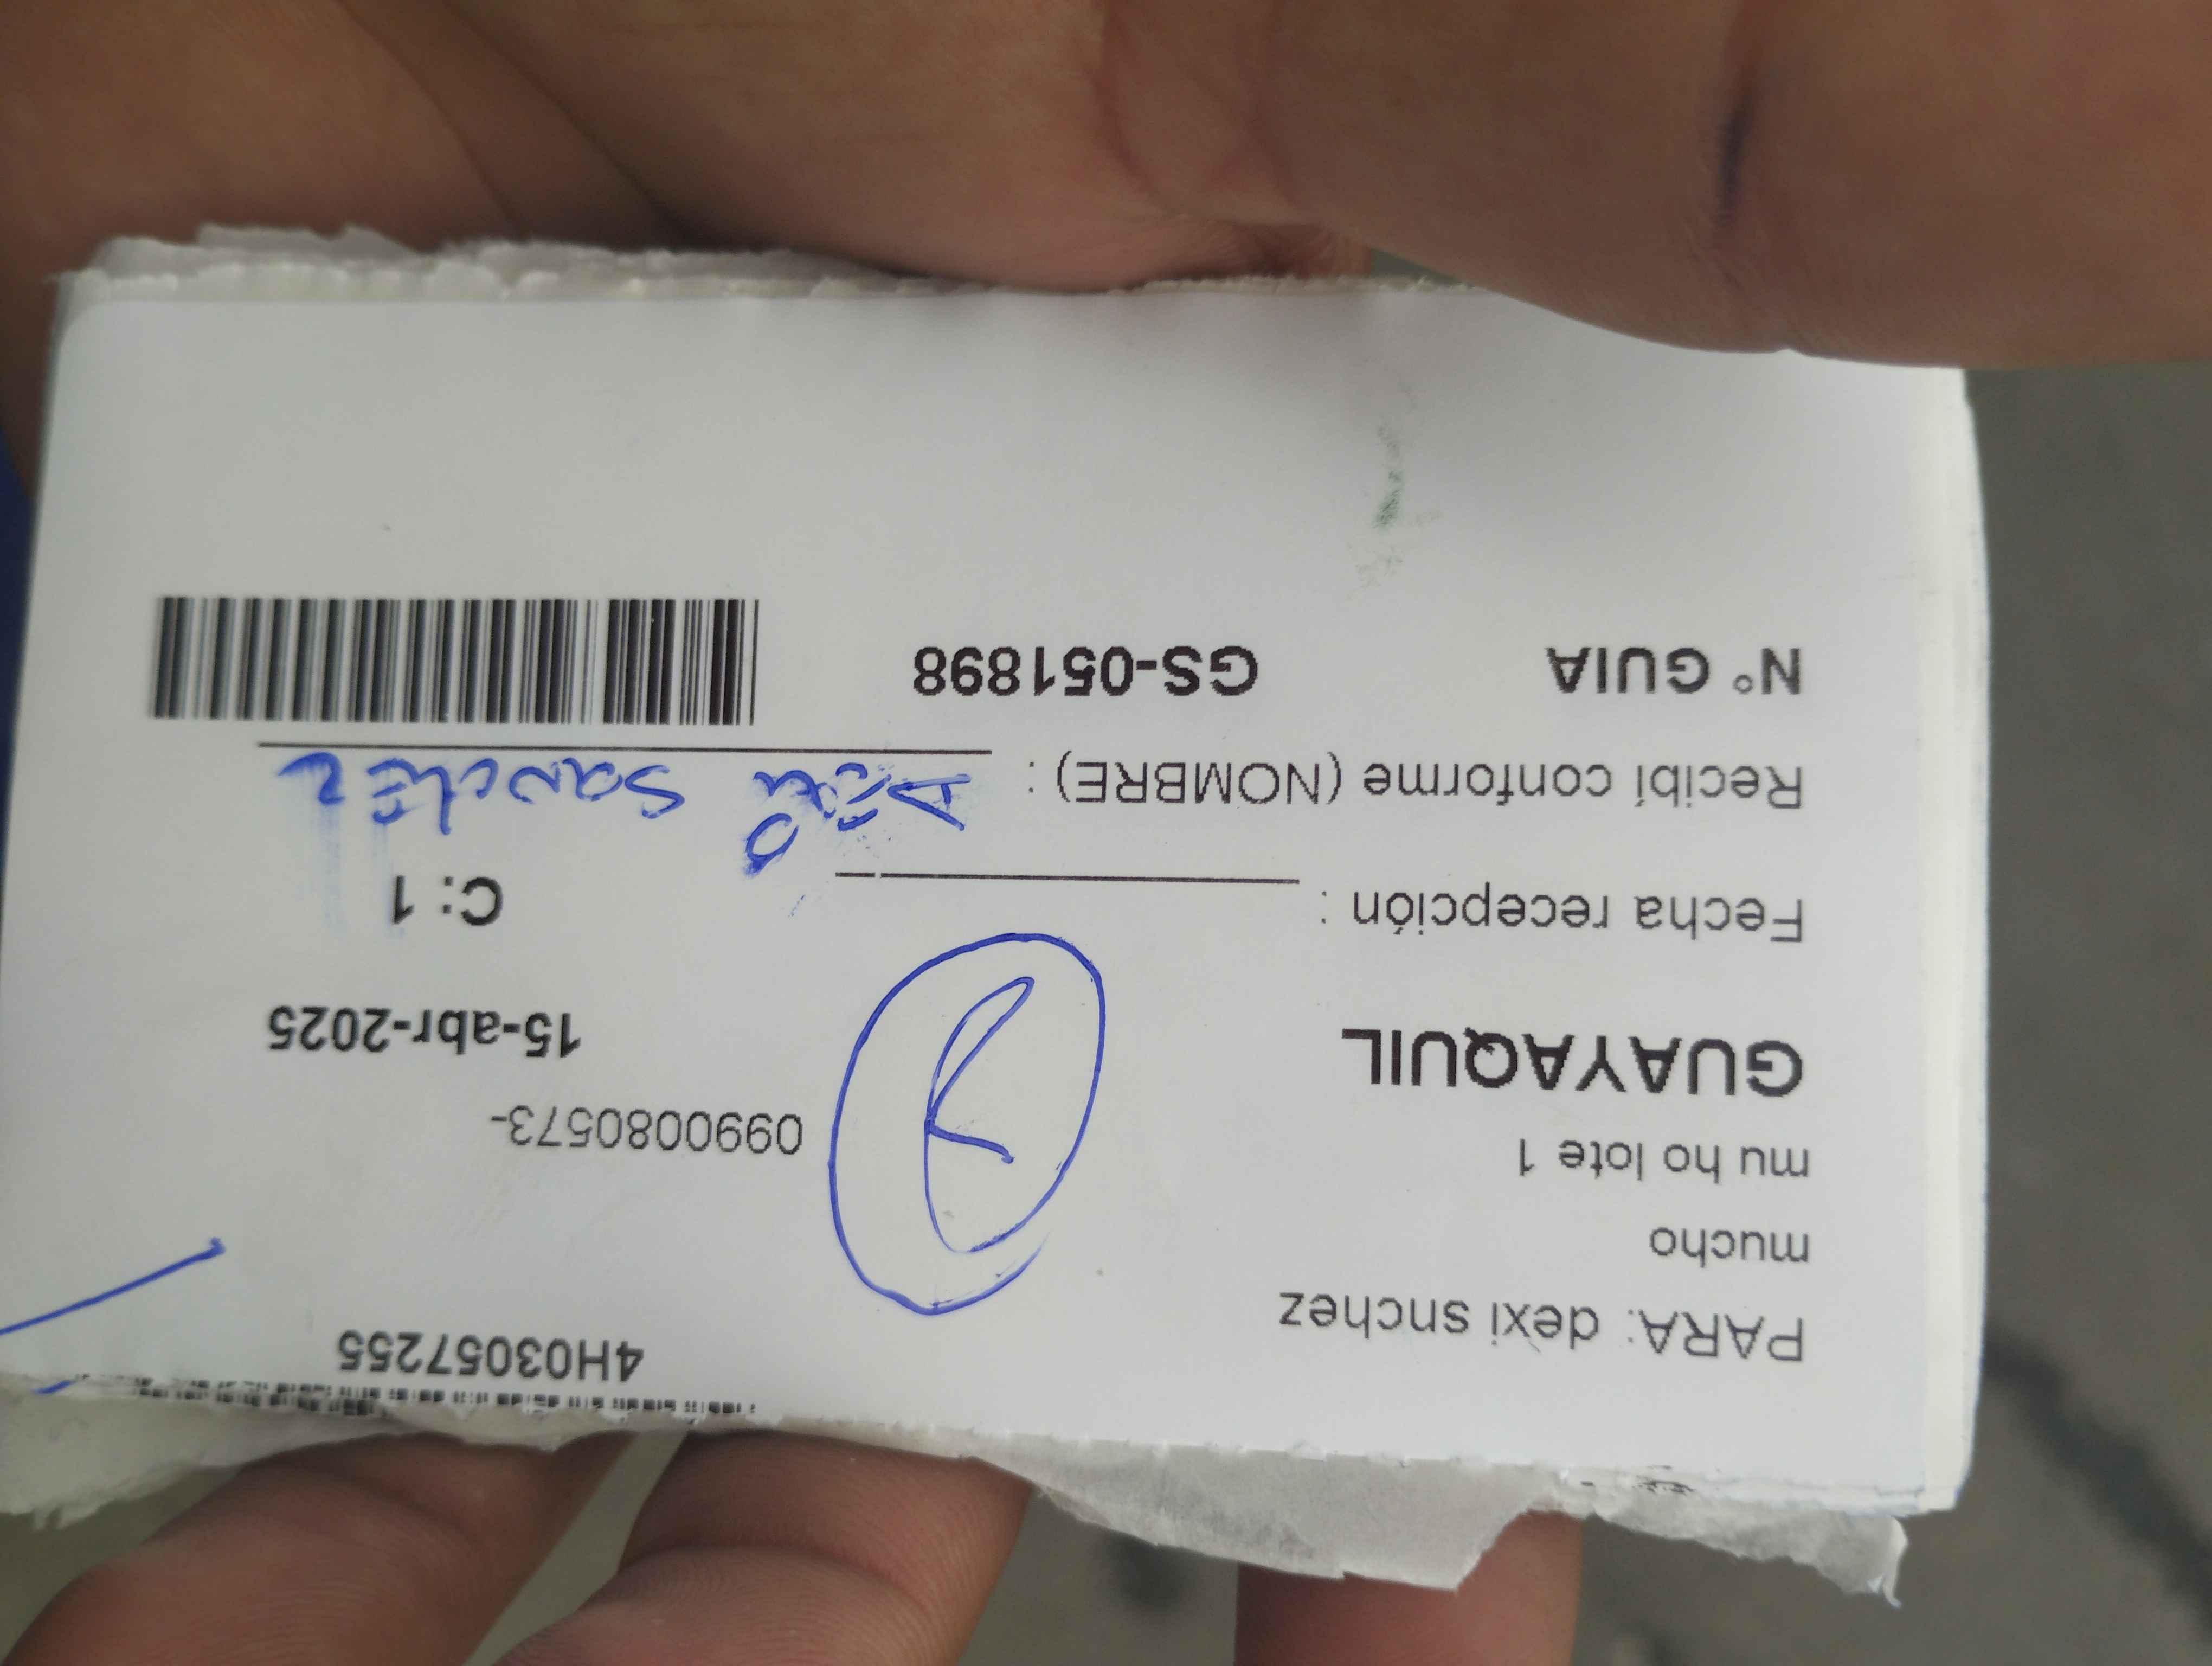 4H03057255
PARA: dexi snchez
mucho
mu ho lote 1
0990080573-
GUAYAQUIL
15-abr-2025
Fecha recepción :
C: 1
Recibí conforme (NOMBRE) :
SanchEz
N° GUIA
GS-051898